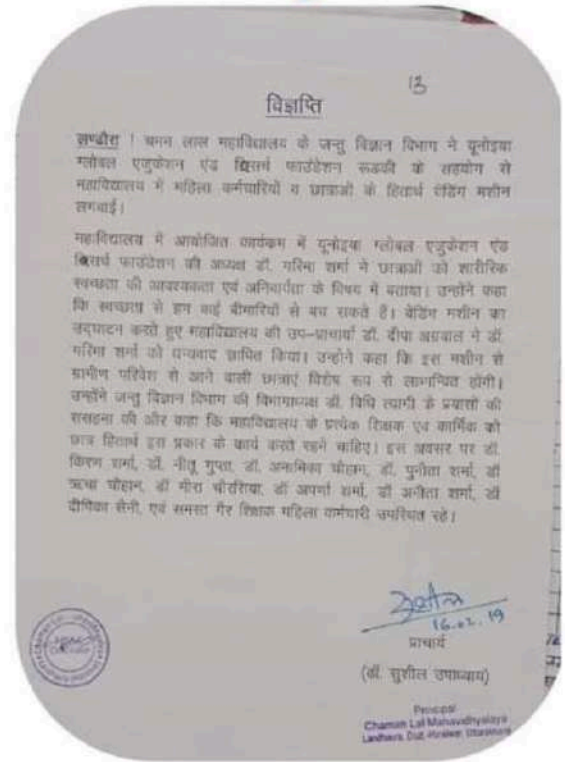 13
विज्ञप्ति
लण्ढौरा ! चमन लाल महाविद्यालय के जन्तु विज्ञान विभाग ने यूनोइया
ग्लोबल एजुकेशन एंड रिसर्च फाउंडेशन रूडकी के सहयोग से
महाविद्यालय में महिला कर्मचारियों व छात्राओं के हितार्थ वेंडिंग मशीन
लगवाई।
महाविद्यालय में आयोजित कार्यकम में यूनोइया ग्लोबल एजुकेशन एंड
रिसर्च फाउंडेशन की अध्यक्ष डॉ. गरिमा शर्मा ने छात्राओं को शारीरिक
स्वच्छता की आवश्यकता एवं अनिवार्यता के विषय में बताया। उन्होने कहा
कि स्वच्छता से हम कई बीमारियों से बच सकते हैं। वेडिंग मशीन का
उद्घाटन करते हुए महाविद्यालय की उप–प्राचार्या डॉ. दीपा अग्रवाल ने डॉ.
गरिमा शर्मा को धन्यवाद ज्ञापित किया। उन्होने कहा कि इस मशीन से
ग्रामीण परिवेश से आने वाली छात्राएं विशेष रूप से लाभान्वित होंगी।
उन्होंने जन्तु विज्ञान विभाग की विभागाध्यक्ष डॉ. विधि त्यागी के प्रयासों की
सराहना की और कहा कि महाविद्यालय के प्रत्येक शिक्षक एवं कार्मिक को
छात्र हितार्थ इस प्रकार के कार्य करते रहने चाहिए। इस अवसर पर डॉ.
किरण शर्मा, डॉ. नीतू गुप्ता, डॉ. अनामिका चौहान, डॉ. पुनीता शर्मा, डॉ
ऋचा चौहान, डॉ मीरा चौरसिया, डॉ अपर्णा शर्मा, डॉ अनीता शर्मा, डॉ
दीपिका सैनी, एवं समस्त गैर शिक्षक महिला कर्मचारी उपस्थित रहे।
16.02.19
प्राचार्य
(डॉ. सुशील उपाध्याय)
Principal
Chaman Lal Mahavidhyalaya
Landhaura, Distt.-Haridwar, Uttarakhand